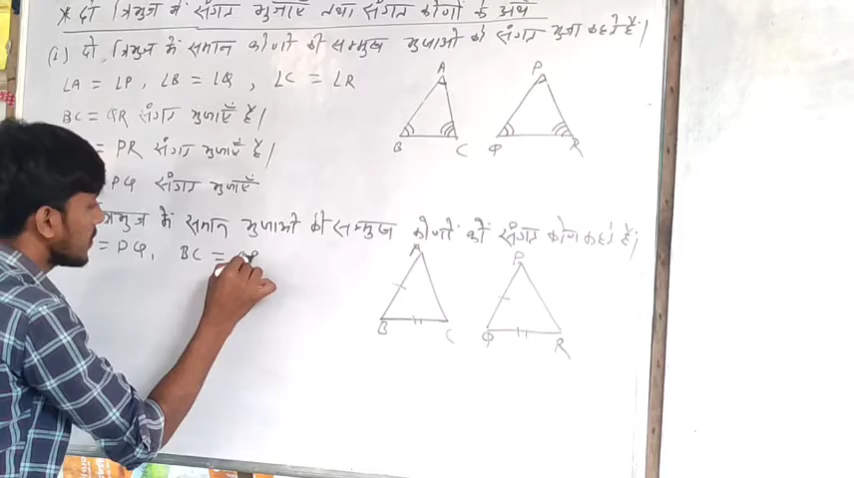 * दो त्रिभुज में संगत भुजाएँ तथा संगत कोणों के अर्थ
(i) दो त्रिभुज में समान कोणों की सम्मुख भुजाओं को संगत भुजा कहते हैं।
∠A = ∠P, ∠B = ∠Q, ∠C = ∠R
BC = QR संगत भुजाएँ हैं।
= PR संगत भुजाएँ हैं।
PQ संगत भुजाएँ
A
P
B
C
Q
R
त्रिभुज में समान भुजाओं की सम्मुख कोणों को संगत कोण कहते हैं।
= PQ, BC =
A
P
B
C
Q
R